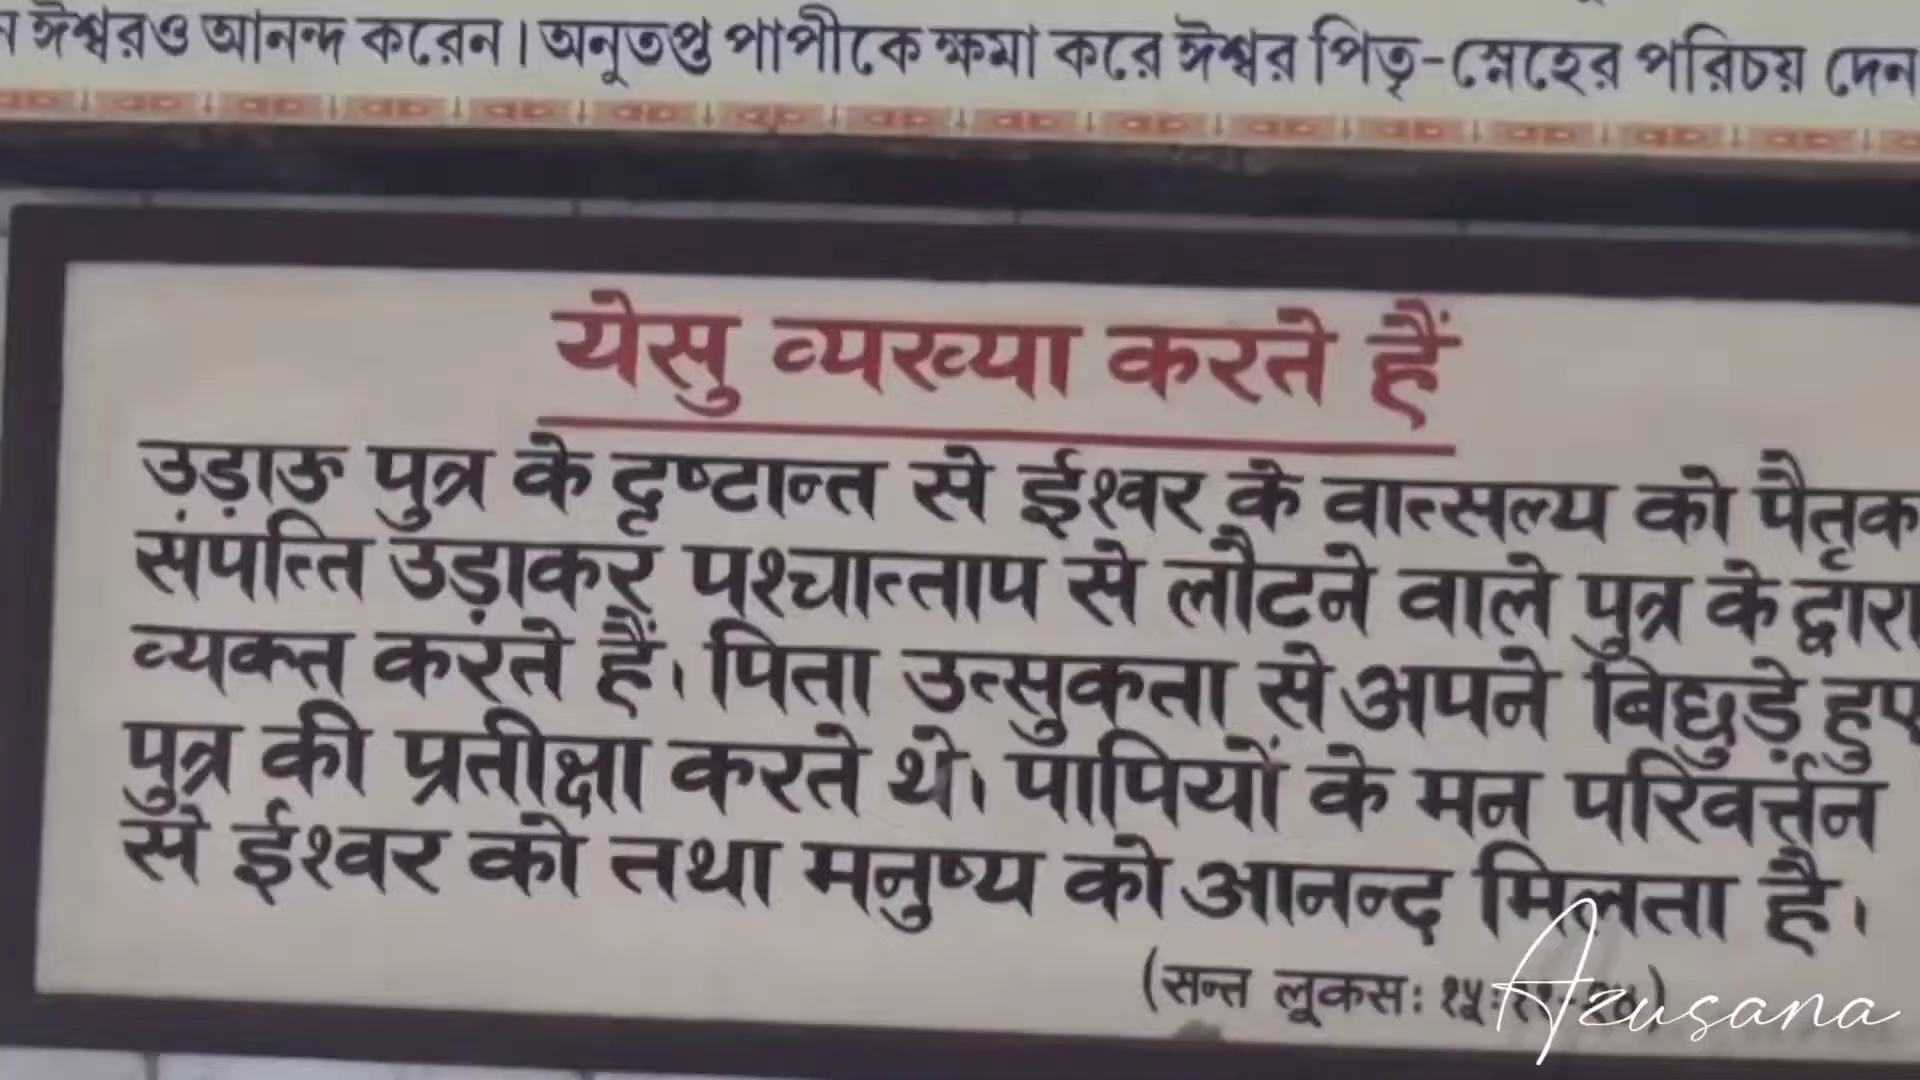 ঈশ্বরও আনন্দ করেন। অনুতপ্ত পাপীকে ক্ষমা করে ঈশ্বর পিতৃ-স্নেহের পরিচয় দেন
येसु व्यख्या करते हैं
उड़ाऊ पुत्र के दृष्टान्त से ईश्वर के वात्सल्य को पैतृक
संपत्ति उड़ाकर पश्चात्ताप से लौटने वाले पुत्र के द्वारा
व्यक्त करते हैं। पिता उत्सुकता से अपने बिछुड़े हुए
पुत्र की प्रतीक्षा करते थे। पापियों के मन परिवर्त्तन
से ईश्वर को तथा मनुष्य को आनन्द मिलता है।
(सन्त लूकस: १५:
Azusana